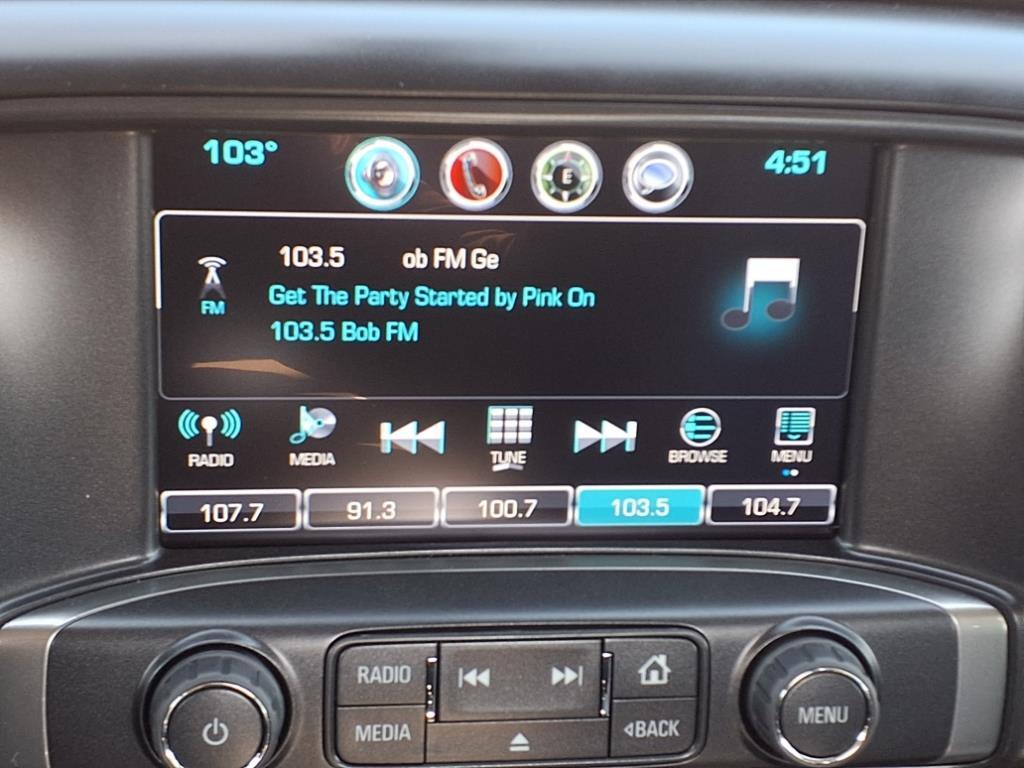 103°
E
4:51
103.5 ob FM Ge
FM
Get The Party Started by Pink On
103.5 Bob FM
RADIO MEDIA TUNE BROWSE MENU
107.7 91.3 100.7 103.5 104.7
RADIO
MEDIA
BACK
MENU